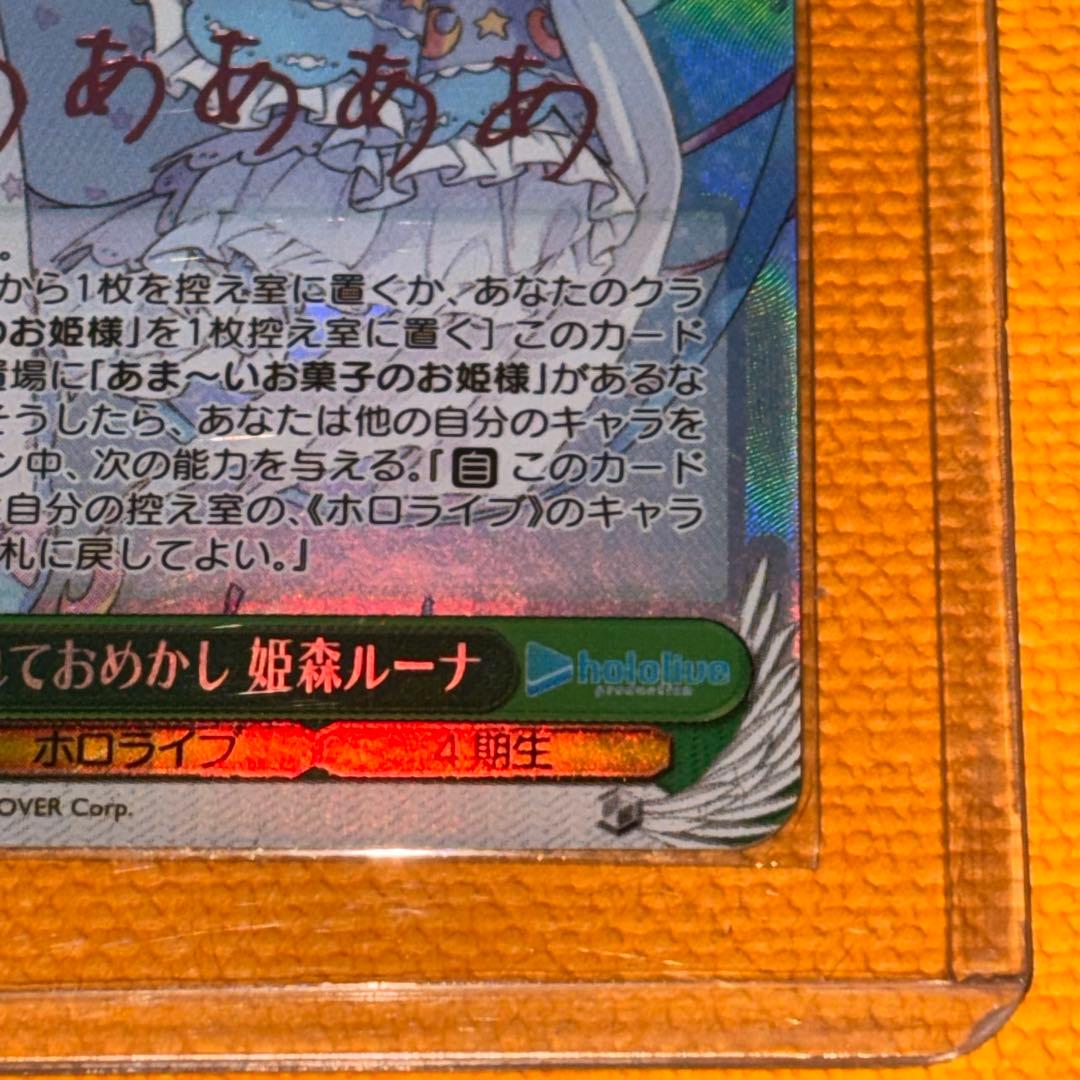 ああああ
。
から1枚を控え室に置くか、あなたのクラ
のお姫様」を1枚控え室に置く］このカード
置場に「あま～いお菓子のお姫様」があるな
そうしたら、あなたは他の自分のキャラを
ン中、次の能力を与える。『自 このカード
自分の控え室の、《ホロライブ》のキャラ
札に戻してよい。』
ておめかし 姫森ルーナ
hololive
production
ホロライブ
4期生
OVER Corp.